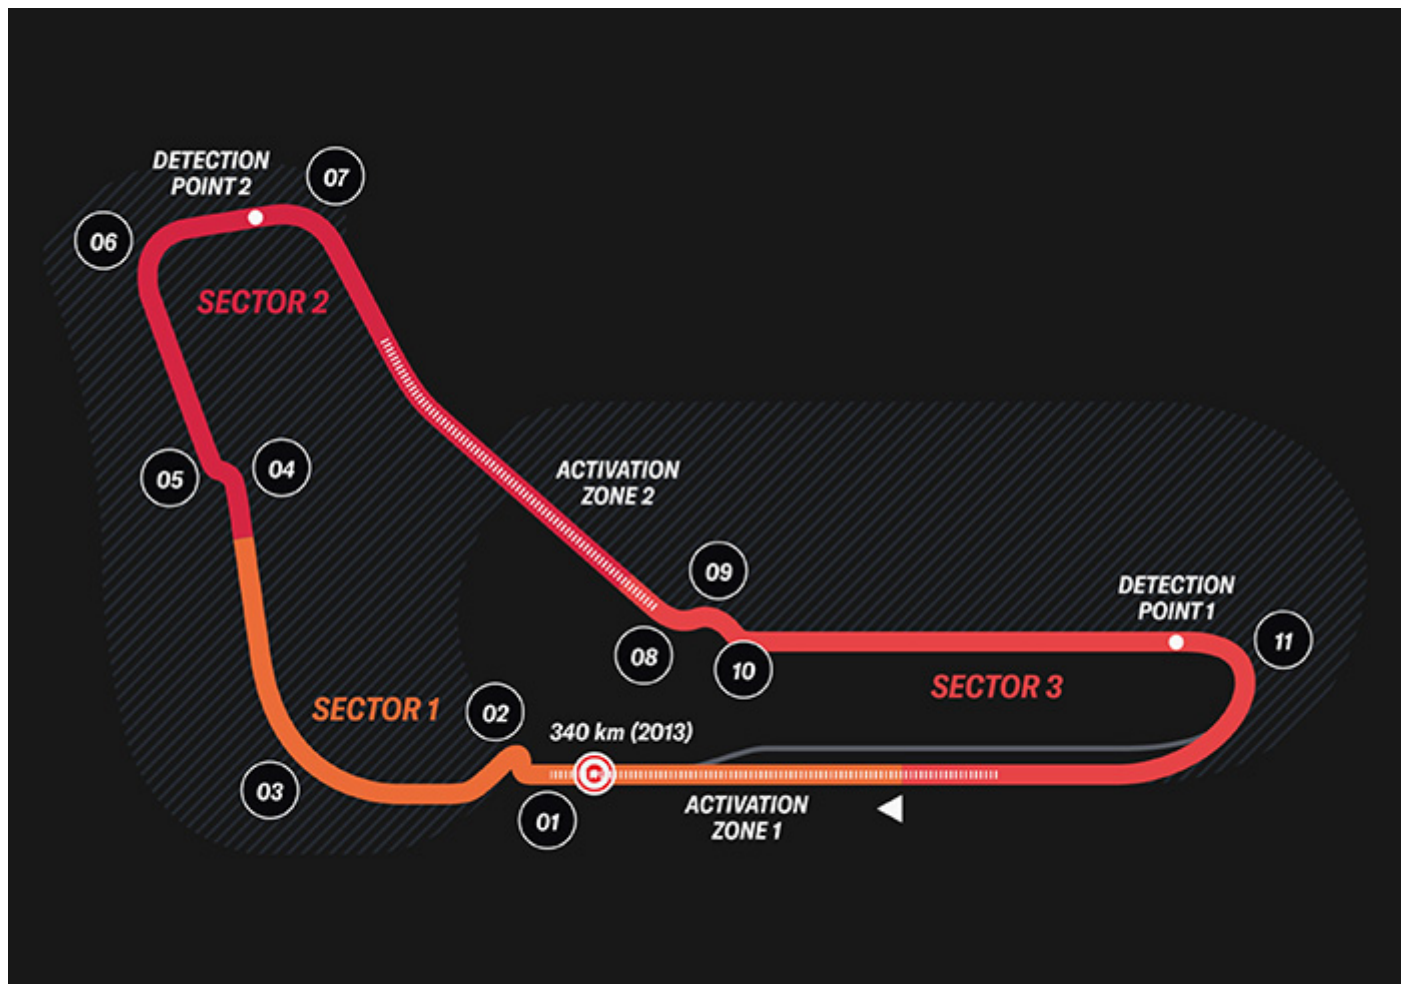 DETECTION
POINT 2
07
06
SECTOR 2
05
04
ACTIVATION
ZONE 2
09
DETECTION
POINT 1
11
08
10
SECTOR 3
SECTOR 1
02
340 km (2013)
03
01
ACTIVATION
ZONE 1